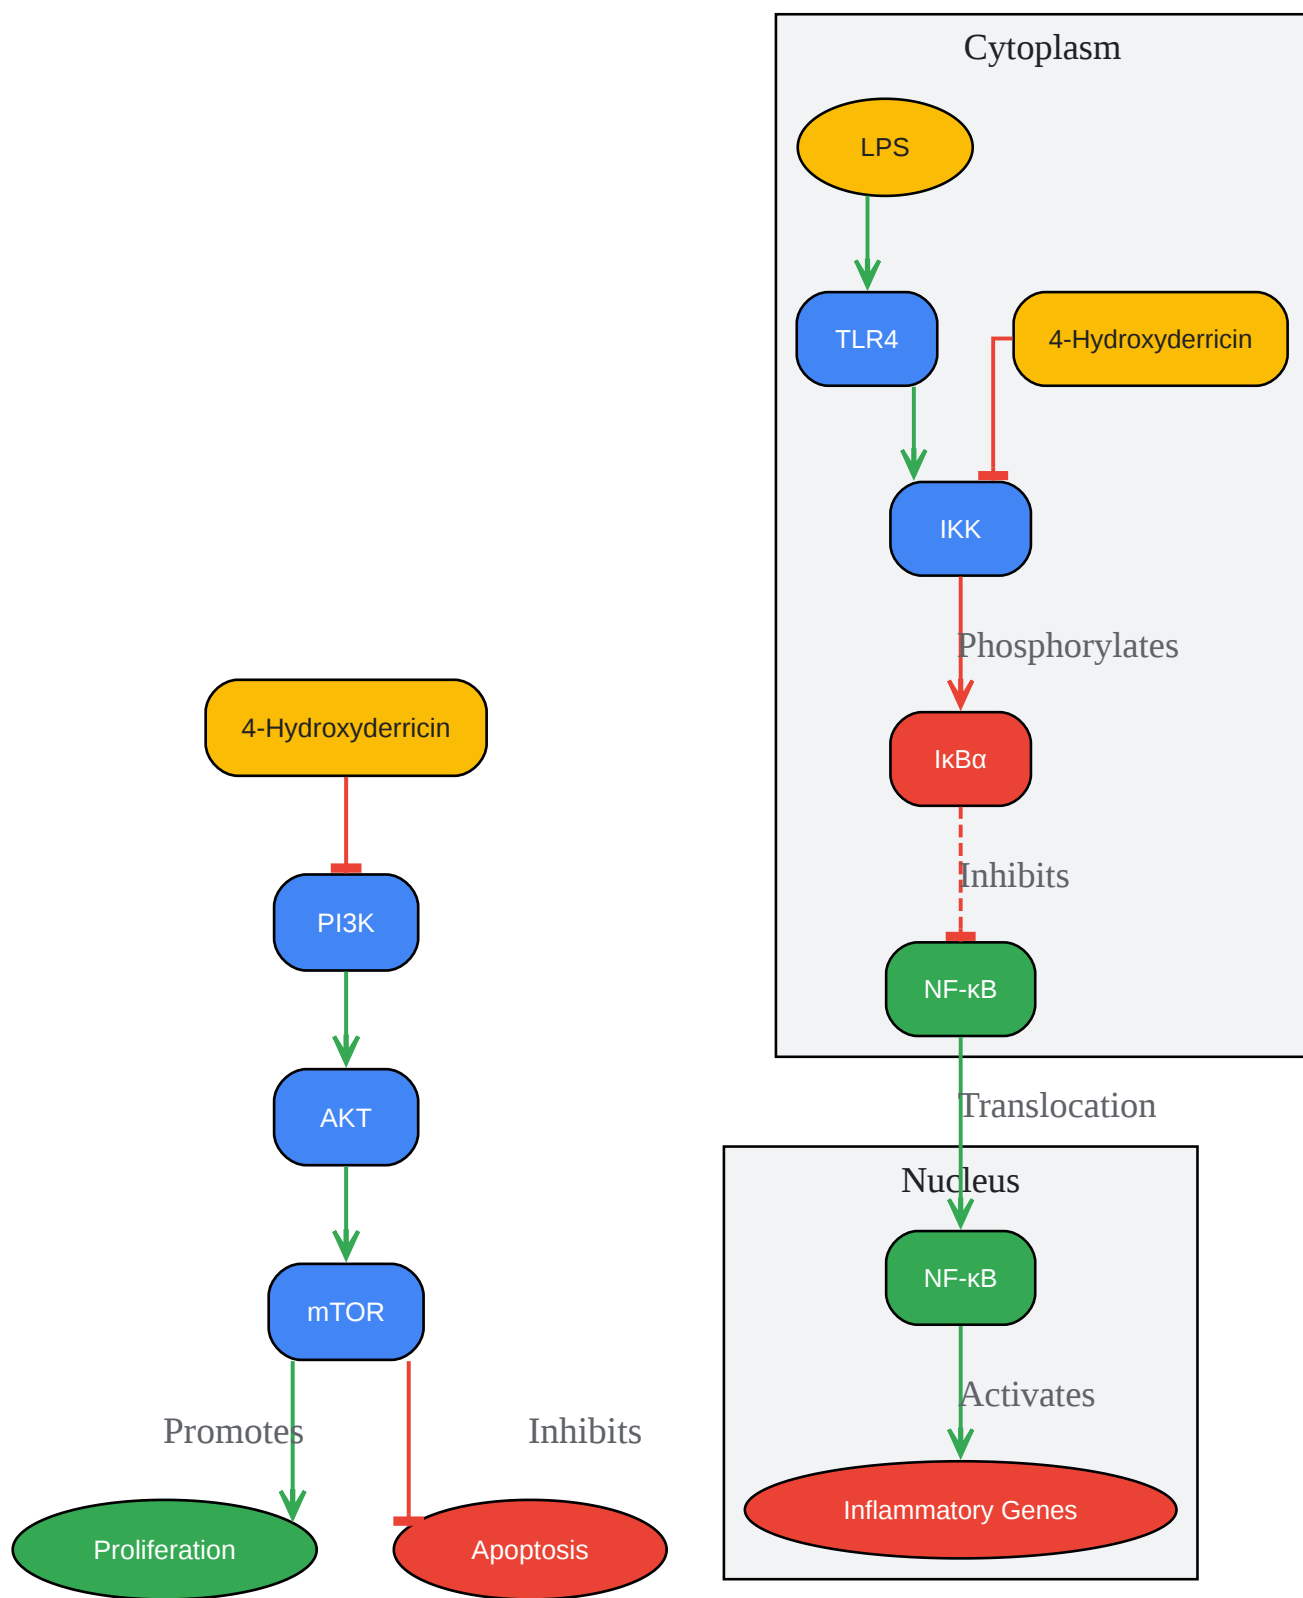 Cytoplasm
LPS
TLR4
4-Hydroxyderricin
IKK
Phosphorylates
IκBα
Inhibits
NF-κB
Translocation
Nucleus
NF-κB
Activates
Inflammatory Genes
4-Hydroxyderricin
PI3K
AKT
mTOR
Promotes
Inhibits
Proliferation
Apoptosis